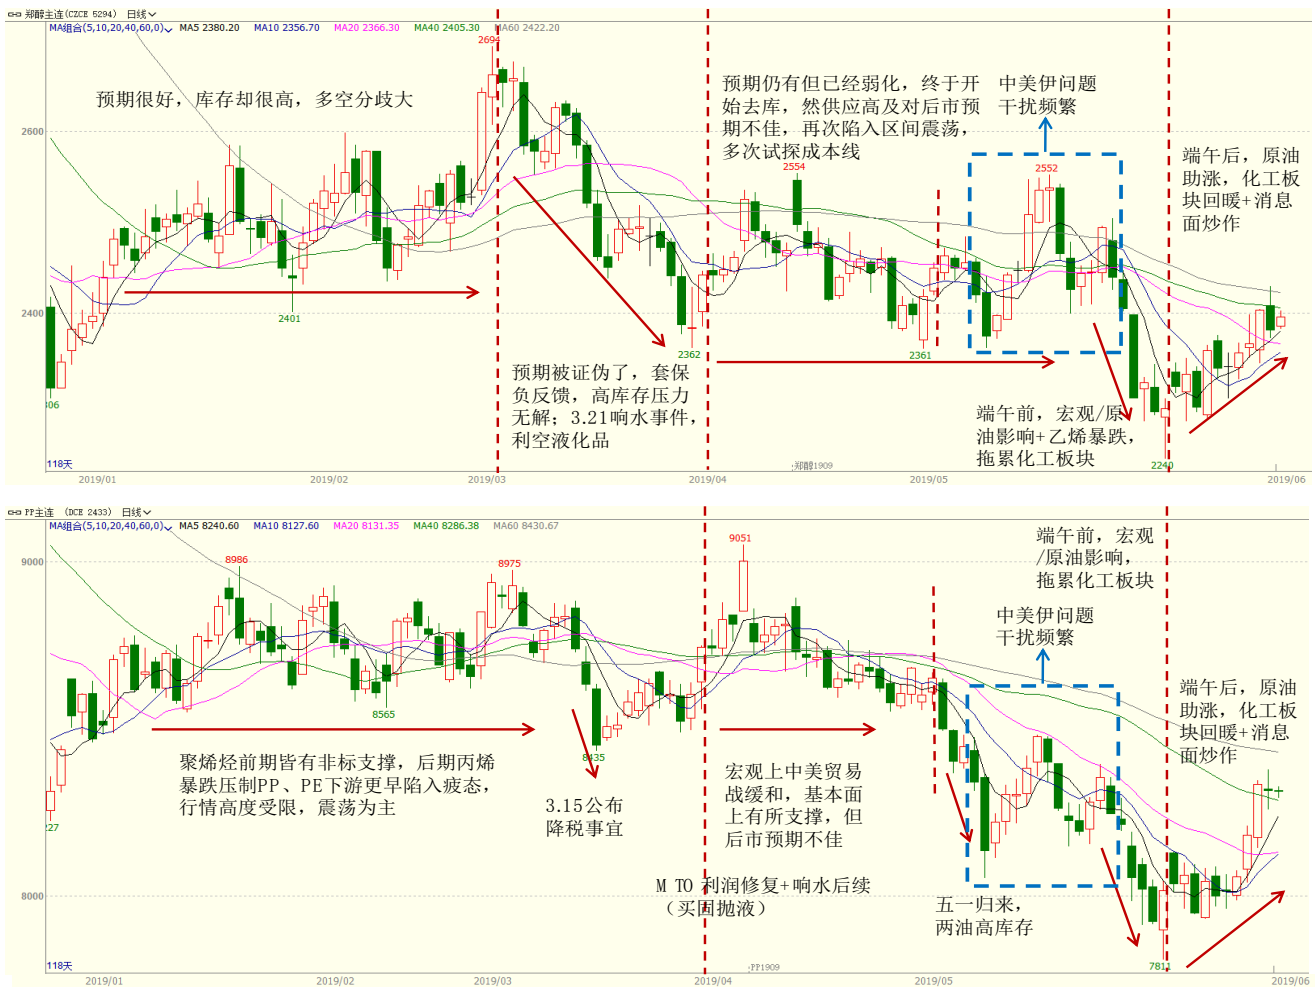 郑醇主连(CZCE 5294) 日线
MA组合(5,10,20,40,60,0) MA5 2380.20 MA10 2356.70 MA20 2366.30 MA40 2405.30 MA60 2422.20
2694
预期很好，库存却很高，多空分歧大
预期仍有但已经弱化，终于开
始去库，然供应高及对后市预
期不佳，再次陷入区间震荡，
多次试探成本线
中美伊问题
干扰频繁
2600
端午后，原油
助涨，化工板
块回暖+消息
面炒作
2554
2552
2401
2400
2362
2361
预期被证伪了，套保
负反馈，高库存压力
无解；3.21响水事件，
利空液化品
306
端午前，宏观/原
油影响+乙烯暴跌，
拖累化工板块
118天
郑醇1909
2240
2019/01 2019/02 2019/03 2019/04 2019/05 2019/06
PP主连 (DCE 2433) 日线
MA组合(5,10,20,40,60,0) MA5 8240.60 MA10 8127.60 MA20 8131.35 MA40 8286.38 MA60 8430.67
端午前，宏观
/原油影响，
拖累化工板块
9051
9000
8986
8975
中美伊问题
干扰频繁
端午后，原油
助涨，化工板
块回暖+消息
面炒作
8565
8435
聚烯烃前期皆有非标支撑，后期丙烯
暴跌压制PP、PE下游更早陷入疲态，
行情高度受限，震荡为主
3.15公布
降税事宜
宏观上中美贸易
战缓和，基本面
上有所支撑，但
后市预期不佳
227
MTO 利润修复+响水后续
（买固抛液）
8000
五一归来，
两油高库存
118天
PP1909
7811
2019/01 2019/02 2019/03 2019/04 2019/05 2019/06